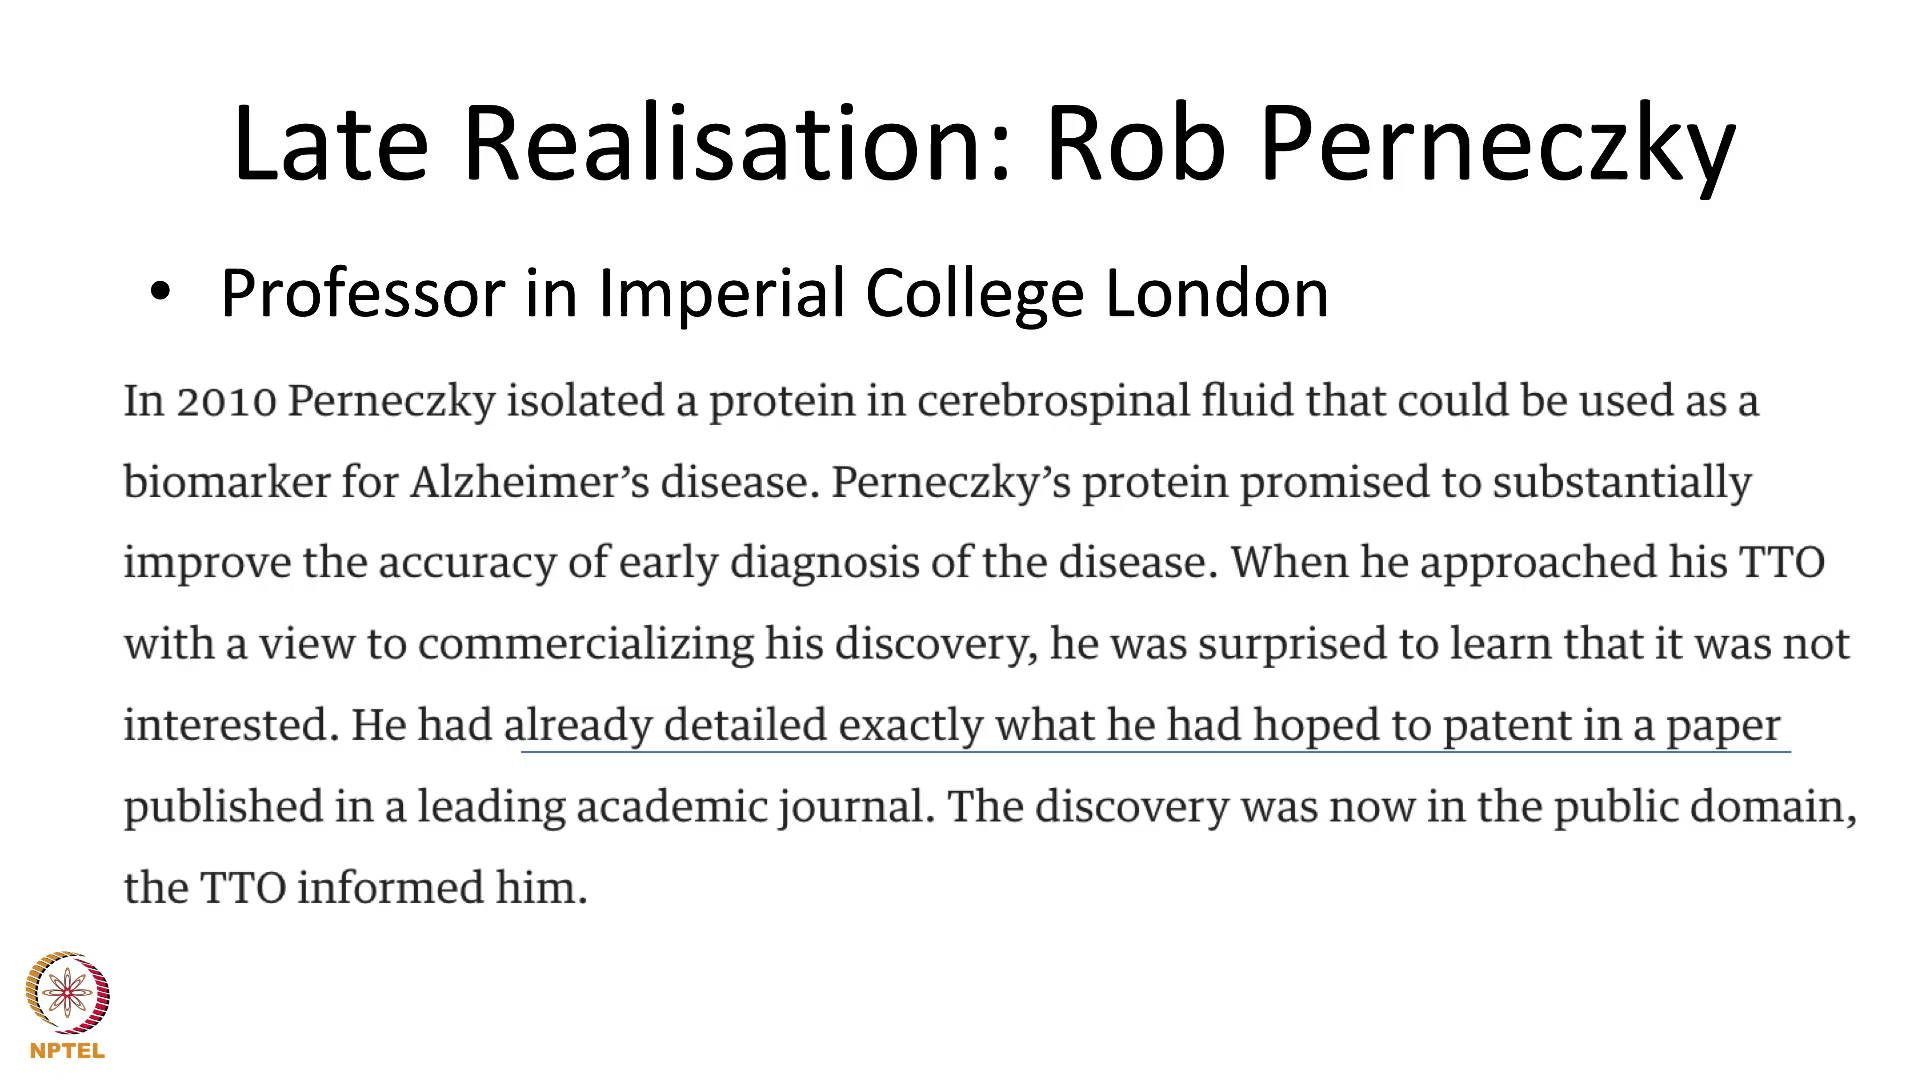 Late Realisation: Rob Perneczky
• Professor in Imperial College London
In 2010 Perneczky isolated a protein in cerebrospinal fluid that could be used as a
biomarker for Alzheimer’s disease. Perneczky’s protein promised to substantially
improve the accuracy of early diagnosis of the disease. When he approached his TTO
with a view to commercializing his discovery, he was surprised to learn that it was not
interested. He had already detailed exactly what he had hoped to patent in a paper
published in a leading academic journal. The discovery was now in the public domain,
the TTO informed him.
NPTEL